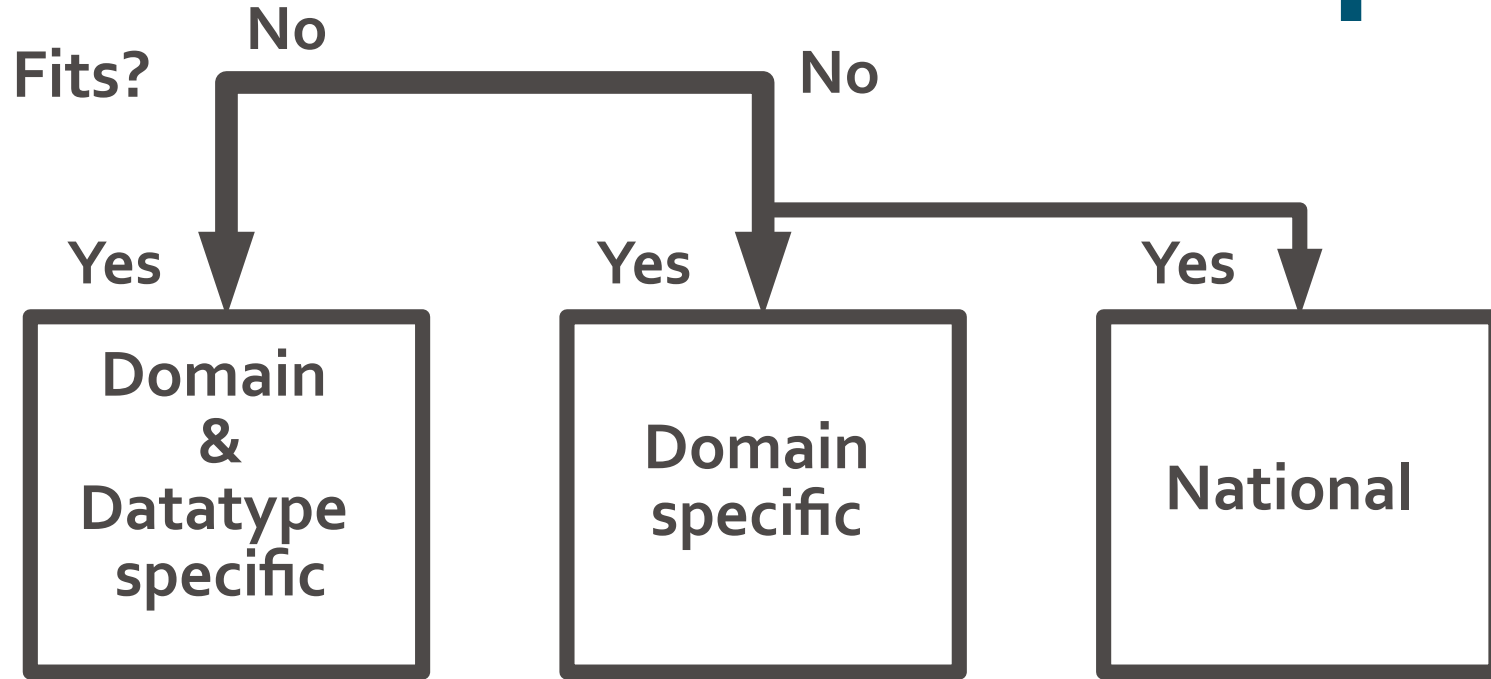 No
Fits?
No
Yes
Yes
Yes
Domain
&
Datatype
specific
Domain
specific
National